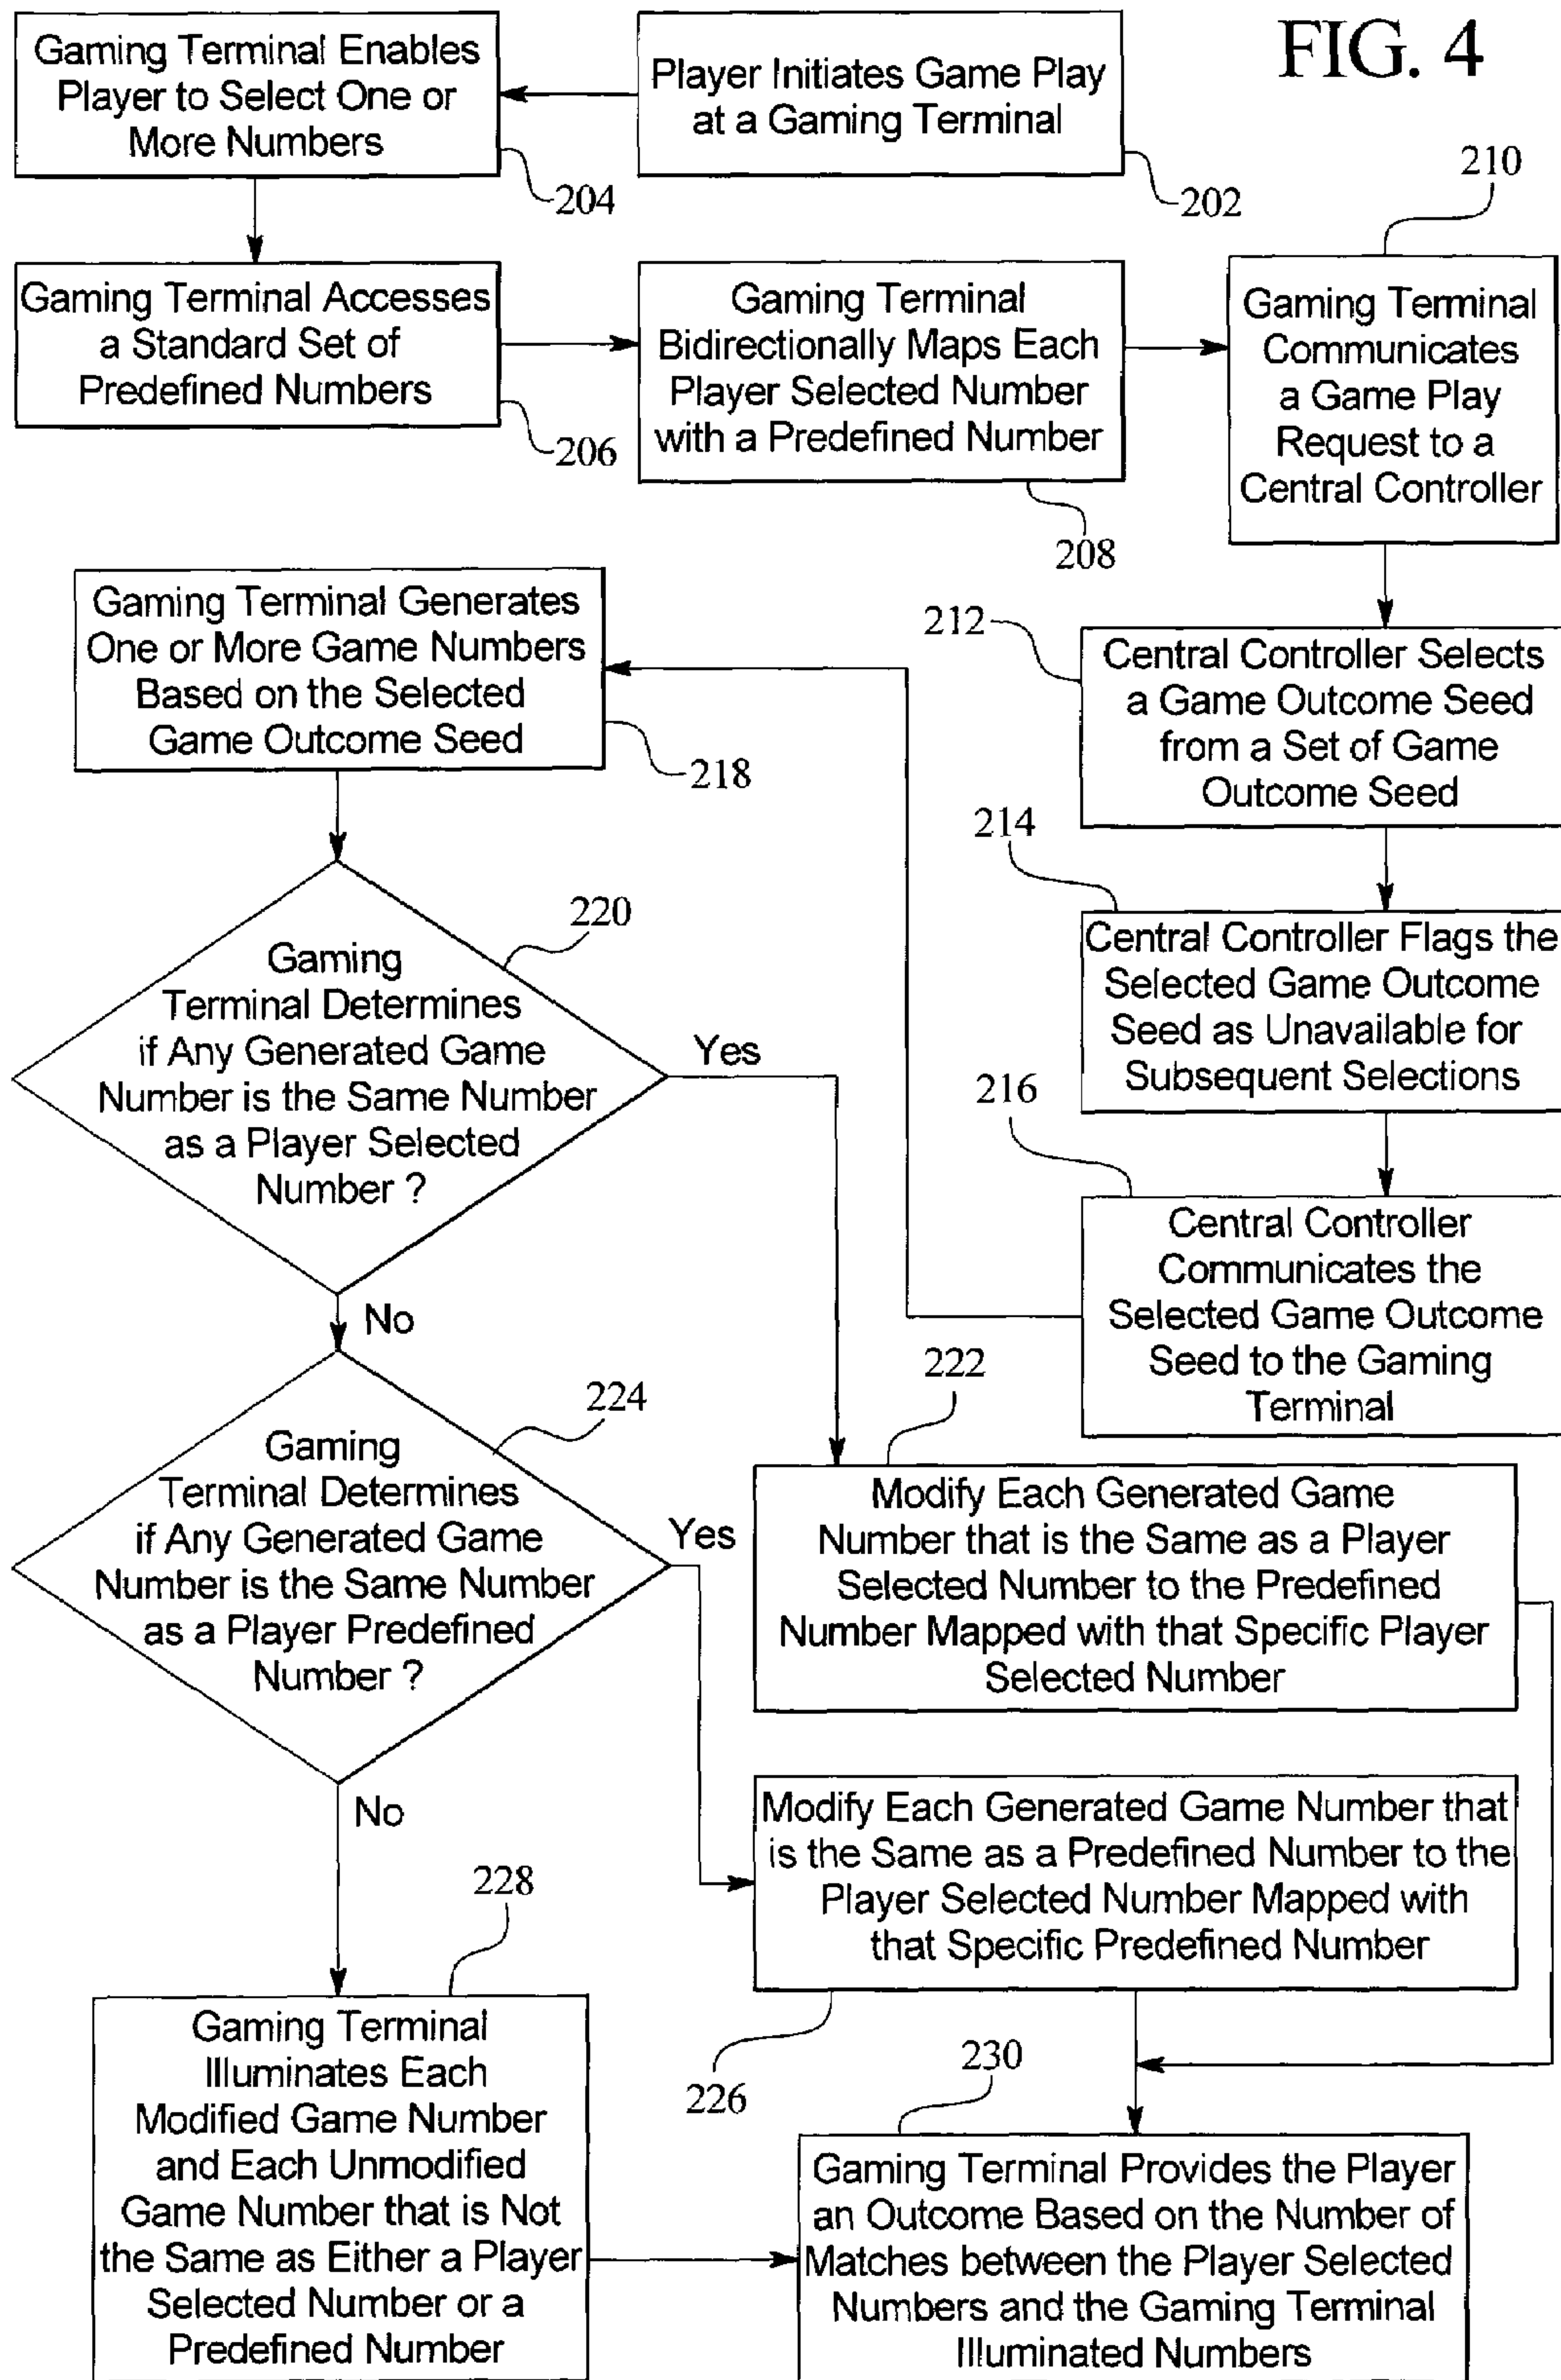 FIG. 4
Player Initiates Game Play
at a Gaming Terminal
202
Gaming Terminal Enables
Player to Select One or
More Numbers
204
Gaming Terminal Accesses
a Standard Set of
Predefined Numbers
206
Gaming Terminal
Bidirectionally Maps Each
Player Selected Number
with a Predefined Number
208
210
Gaming Terminal
Communicates
a Game Play
Request to a
Central Controller
212
Central Controller Selects
a Game Outcome Seed
from a Set of Game
Outcome Seed
214
Central Controller Flags the
Selected Game Outcome
Seed as Unavailable for
Subsequent Selections
216
Central Controller
Communicates the
Selected Game Outcome
Seed to the Gaming
Terminal
Gaming Terminal Generates
One or More Game Numbers
Based on the Selected
Game Outcome Seed
218
220
Gaming
Terminal Determines
if Any Generated Game
Number is the Same Number
as a Player Selected
Number ?
Yes
No
222
Modify Each Generated Game
Number that is the Same as a Player
Selected Number to the Predefined
Number Mapped with that Specific Player
Selected Number
224
Gaming
Terminal Determines
if Any Generated Game
Number is the Same Number
as a Player Predefined
Number ?
Yes
No
Modify Each Generated Game Number that
is the Same as a Predefined Number to the
Player Selected Number Mapped with
that Specific Predefined Number
226
228
Gaming Terminal
Illuminates Each
Modified Game Number
and Each Unmodified
Game Number that is Not
the Same as Either a Player
Selected Number or a
Predefined Number
230
Gaming Terminal Provides the Player
an Outcome Based on the Number of
Matches between the Player Selected
Numbers and the Gaming Terminal
Illuminated Numbers